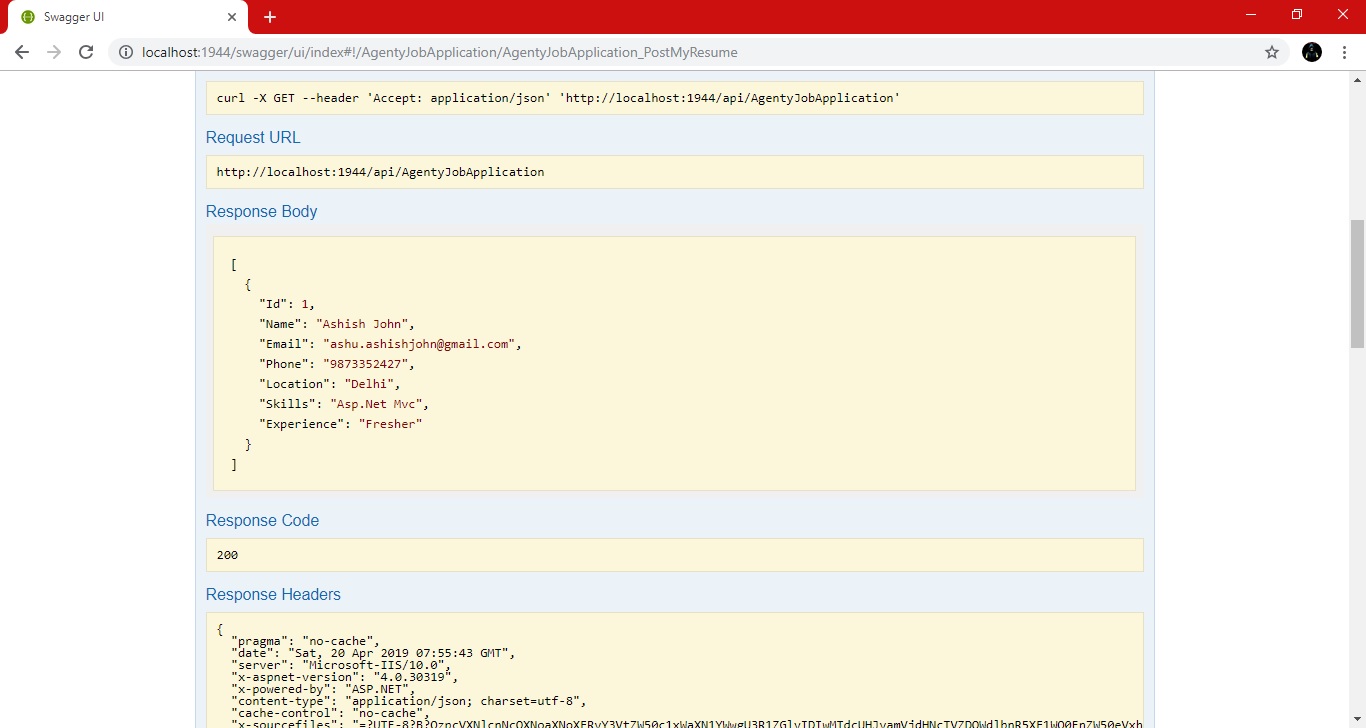 Swagger UI
localhost:1944/swagger/ui/index#!/AgentyJobApplication/AgentyJobApplication_PostMyResume
curl -X GET --header 'Accept: application/json' 'http://localhost:1944/api/AgentyJobApplication'
Request URL
http://localhost:1944/api/AgentyJobApplication
Response Body
[
{
"Id": 1,
"Name": "Ashish John",
"Email": "ashu.ashishjohn@gmail.com",
"Phone": "9873352427",
"Location": "Delhi",
"Skills": "Asp.Net Mvc",
"Experience": "Fresher"
}
]
Response Code
200
Response Headers
{
"pragma": "no-cache",
"date": "Sat, 20 Apr 2019 07:55:43 GMT",
"server": "Microsoft-IIS/10.0",
"x-aspnet-version": "4.0.30319",
"x-powered-by": "ASP.NET",
"content-type": "application/json; charset=utf-8",
"cache-control": "no-cache",
"x-sourcefiles":